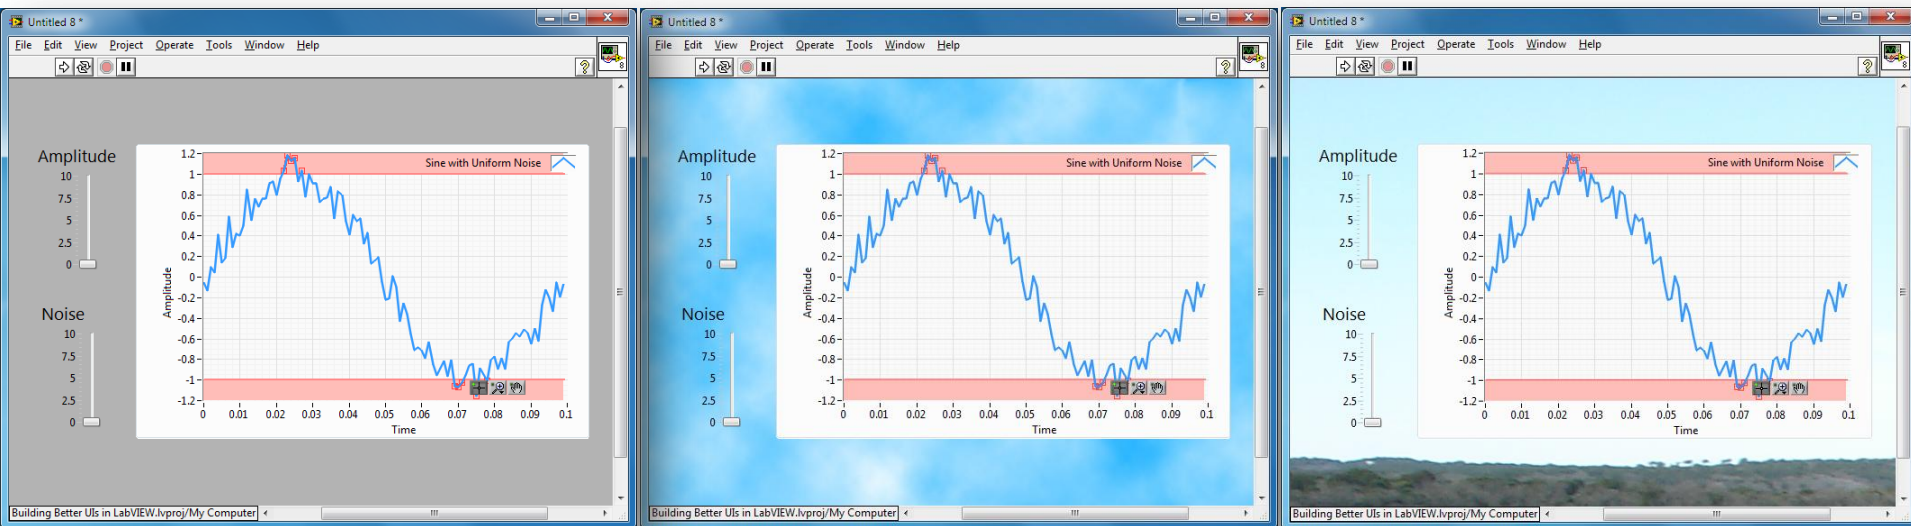 Untitled 8 *
File Edit View Project Operate Tools Window Help
?
8
Amplitude
10
7.5
5
2.5
0
Noise
10
7.5
5
2.5
0
Sine with Uniform Noise
Amplitude
1.2
1
0.8
0.6
0.4
0.2
0
-0.2
-0.4
-0.6
-0.8
-1
-1.2
0 0.01 0.02 0.03 0.04 0.05 0.06 0.07 0.08 0.09 0.1
Time
Building Better UIs in LabVIEW.lvproj/My Computer
Untitled 8 *
File Edit View Project Operate Tools Window Help
?
8
Amplitude
10
7.5
5
2.5
0
Noise
10
7.5
5
2.5
0
Sine with Uniform Noise
Amplitude
1.2
1
0.8
0.6
0.4
0.2
0
-0.2
-0.4
-0.6
-0.8
-1
-1.2
0 0.01 0.02 0.03 0.04 0.05 0.06 0.07 0.08 0.09 0.1
Time
Building Better UIs in LabVIEW.lvproj/My Computer
Untitled 8 *
File Edit View Project Operate Tools Window Help
?
8
Amplitude
10
7.5
5
2.5
0
Noise
10
7.5
5
2.5
0
Sine with Uniform Noise
Amplitude
1.2
1
0.8
0.6
0.4
0.2
0
-0.2
-0.4
-0.6
-0.8
-1
-1.2
0 0.01 0.02 0.03 0.04 0.05 0.06 0.07 0.08 0.09 0.1
Time
Building Better UIs in LabVIEW.lvproj/My Computer